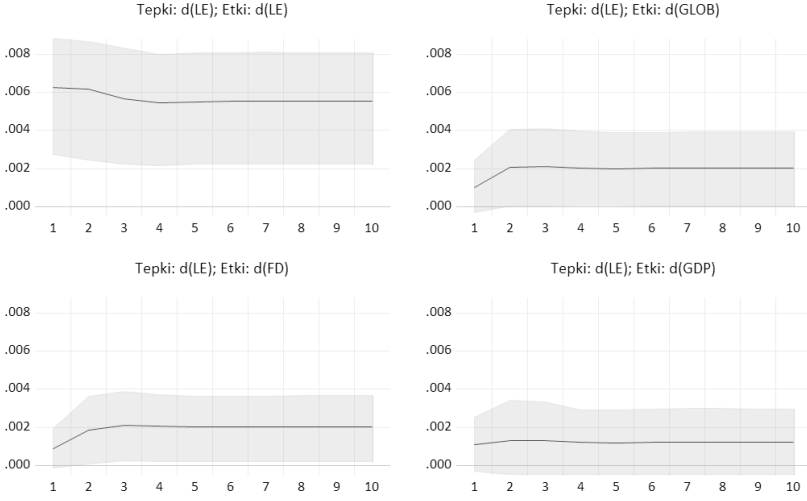 Tepki: d(LE); Etki: d(LE)
.008
.006
.004
.002
.000
1 2 3 4 5 6 7 8 9 10
Tepki: d(LE); Etki: d(GLOB)
.008
.006
.004
.002
.000
1 2 3 4 5 6 7 8 9 10
Tepki: d(LE); Etki: d(FD)
.008
.006
.004
.002
.000
1 2 3 4 5 6 7 8 9 10
Tepki: d(LE); Etki: d(GDP)
.008
.006
.004
.002
.000
1 2 3 4 5 6 7 8 9 10